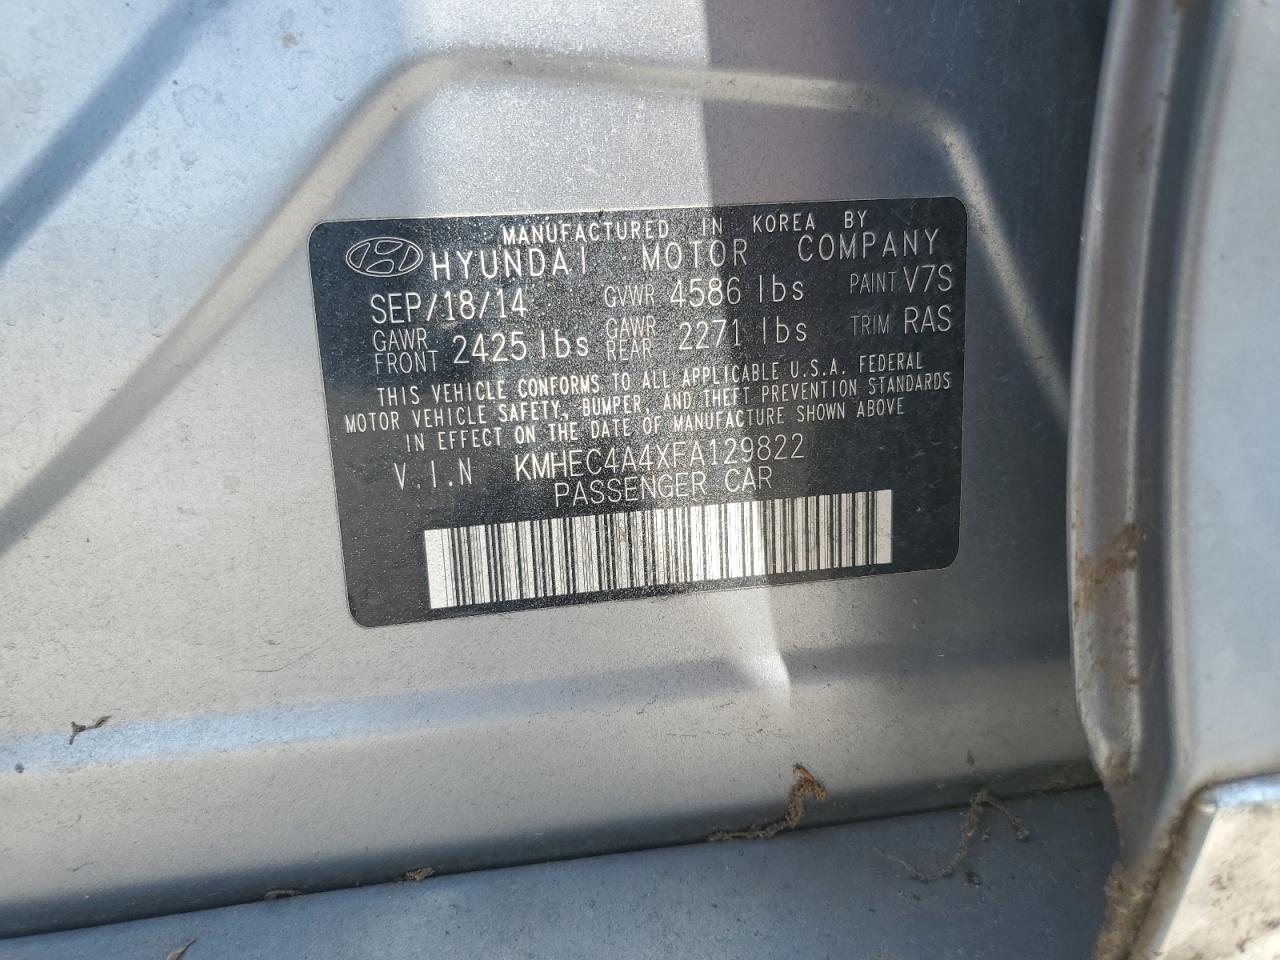 MANUFACTURED IN KOREA BY
HYUNDAI MOTOR COMPANY
SEP/18/14 GVWR 4586 lbs PAINT V7S
GAWR FRONT 2425 lbs GAWR REAR 2271 lbs TRIM RAS
THIS VEHICLE CONFORMS TO ALL APPLICABLE U.S.A. FEDERAL
MOTOR VEHICLE SAFETY, BUMPER, AND THEFT PREVENTION STANDARDS
IN EFFECT ON THE DATE OF MANUFACTURE SHOWN ABOVE
V.I.N KMHEC4A4XFA129822
PASSENGER CAR